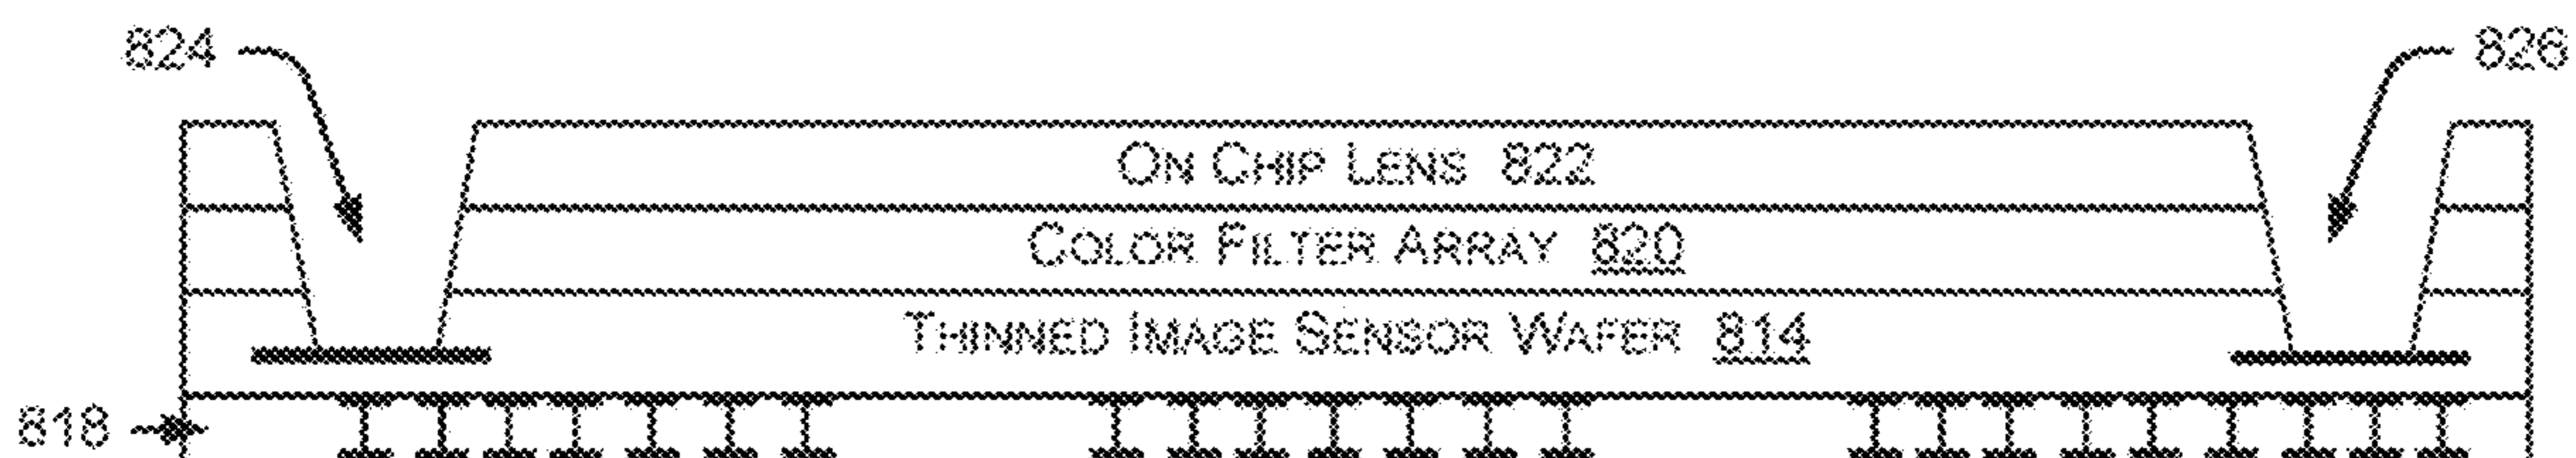 824
826
ON CHIP LENS 822
COLOR FILTER ARRAY 820
THINNED IMAGE SENSOR WAFER 814
818